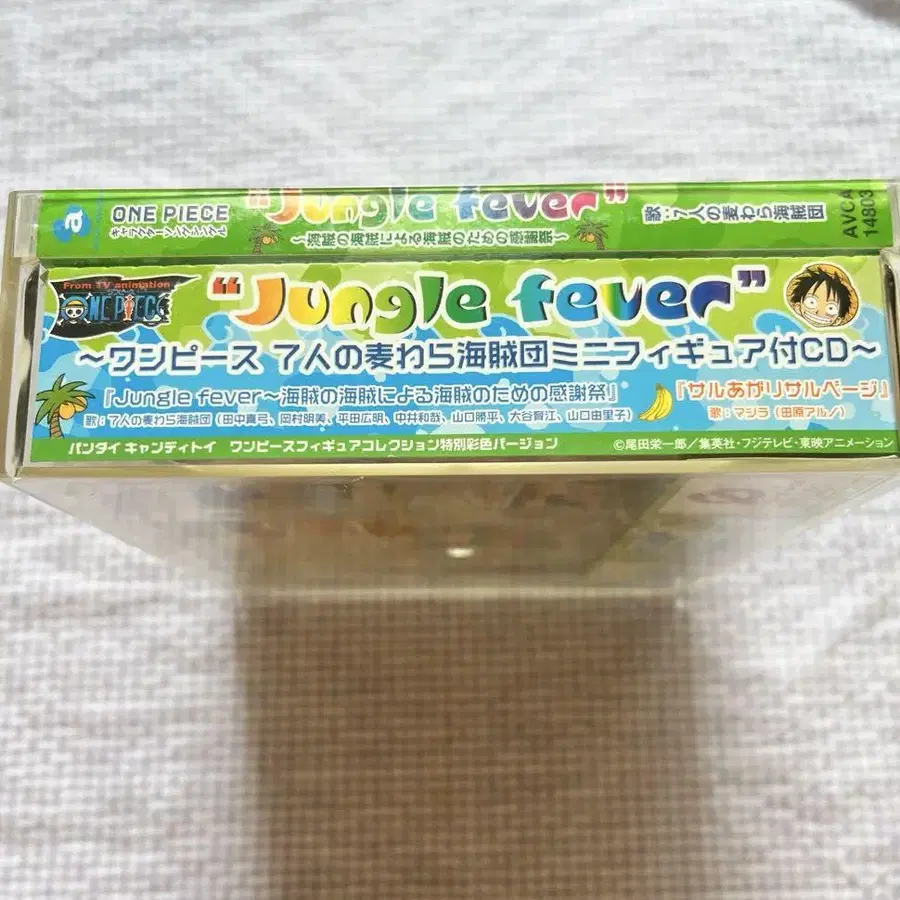 a
ONE PIECE
キャラクターソングシングル
"Jungle fever"
〜海賊の海賊による海賊のための感謝祭〜
歌:7人の麦わら海賊団
AVCA
14803
From TV animation
ONE PIECE
"Jungle fever"
〜ワンピース 7人の麦わら海賊団ミニフィギュア付CD〜
『Jungle fever〜海賊の海賊による海賊のための感謝祭』
歌:7人の麦わら海賊団(田中真弓、岡村明美、平田広明、中井和哉、山口勝平、大谷育江、山口由里子)
『サルあがリサルベージ』
歌:マシラ(田原アルノ)
バンダイ キャンディトイ ワンピースフィギュアコレクション特別彩色バージョン
©尾田栄一郎/集英社・フジテレビ・東映アニメーション